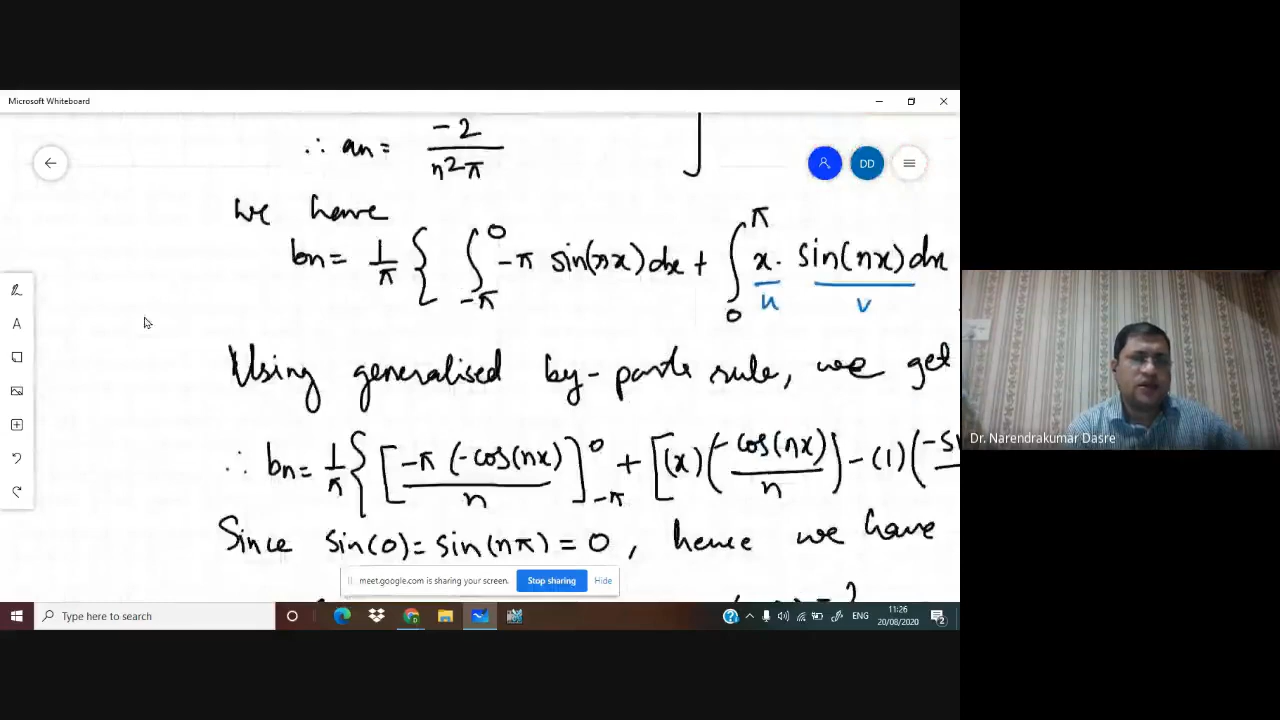 Microsoft Whiteboard
∴ an = -2 / n²π
DD
we have
bn = 1/π { ∫_{-π}^{0} -π sin(nx)dx + ∫_{0}^{π} x · sin(nx)dx
u v
Using generalised by-parts rule, we get
∴ bn = 1/π { [ -π (-cos(nx)) / n ]_{-π}^{0} + [ (x) ( -cos(nx) / n ) - (1) ( -s
Since sin(0) = sin(nπ) = 0, hence we have
Dr. Narendrakumar Dasre
meet.google.com is sharing your screen.
Stop sharing
Hide
Type here to search
ENG
11:26
20/08/2020
2